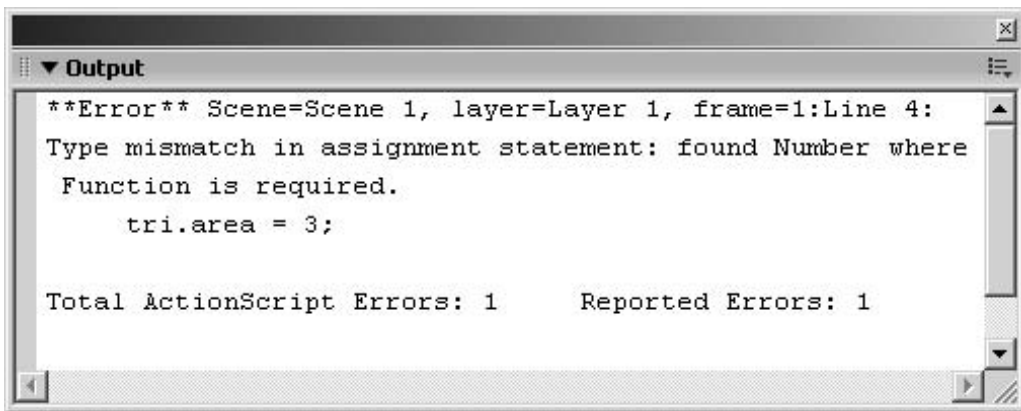 Output
**Error** Scene=Scene 1, layer=Layer 1, frame=1:Line 4:
Type mismatch in assignment statement: found Number where
Function is required.
tri.area = 3;
Total ActionScript Errors: 1 Reported Errors: 1